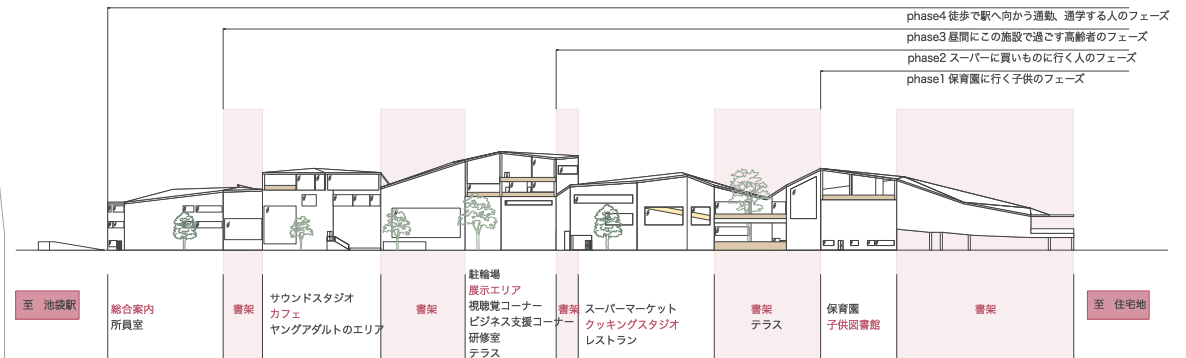 phase4 徒歩で駅へ向かう通勤、通学する人のフェーズ
phase3 昼間にこの施設で過ごす高齢者のフェーズ
phase2 スーパーに買いものに行く人のフェーズ
phase1 保育園に行く子供のフェーズ
至 池袋駅
総合案内
所員室
書架
サウンドスタジオ
カフェ
ヤングアダルトのエリア
書架
駐輪場
展示エリア
視聴覚コーナー
ビジネス支援コーナー
研修室
テラス
書架
スーパーマーケット
クッキングスタジオ
レストラン
書架
テラス
保育園
子供図書館
書架
至 住宅地